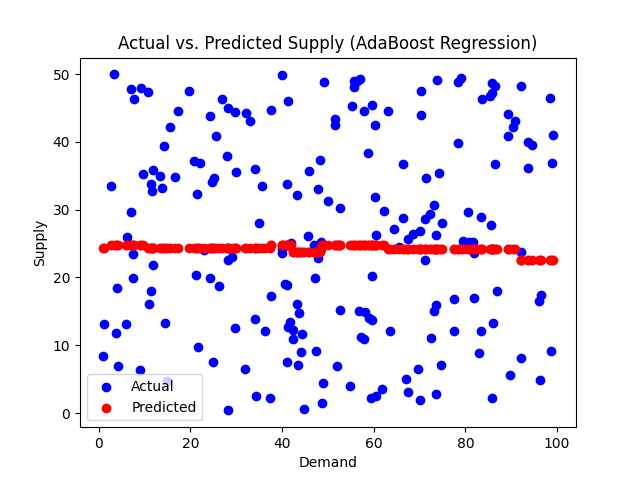 Actual vs. Predicted Supply (AdaBoost Regression)
50
40
30
20
10
0
Supply
Actual
Predicted
0 20 40 60 80 100
Demand